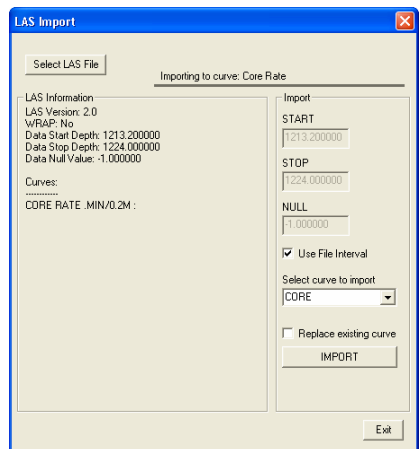 LAS Import
Select LAS File
Importing to curve: Core Rate
LAS Information
LAS Version: 2.0
WRAP: No
Data Start Depth: 1213.200000
Data Stop Depth: 1224.000000
Data Null Value: -1.000000
Curves:
------------
CORE RATE .MIN/0.2M :
Import
START
1213.200000
STOP
1224.000000
NULL
-1.000000
Use File Interval
Select curve to import
CORE
Replace existing curve
IMPORT
Exit